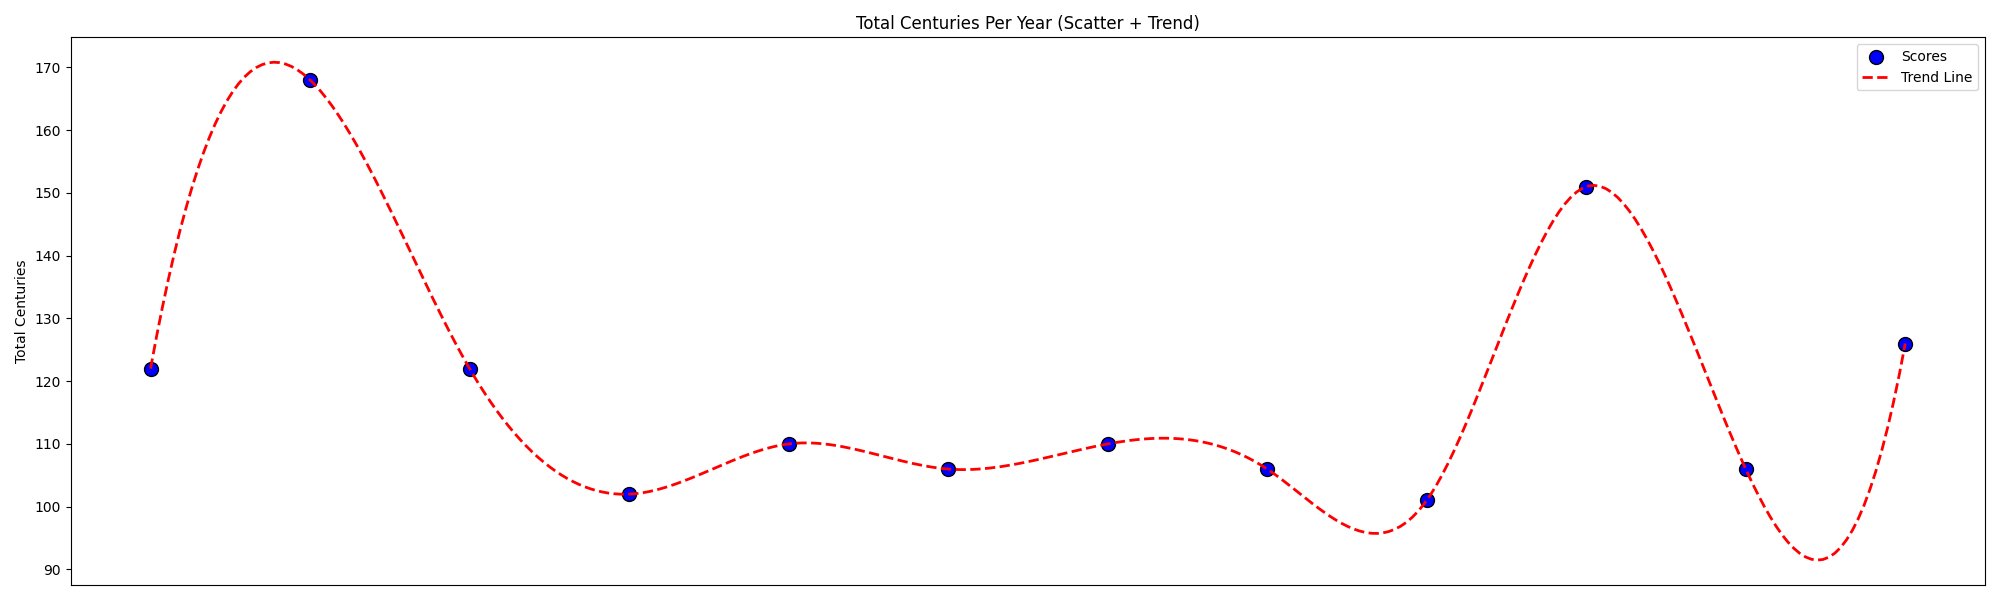 Total Centuries Per Year (Scatter + Trend)
Scores
Trend Line
Total Centuries
170
160
150
140
130
120
110
100
90